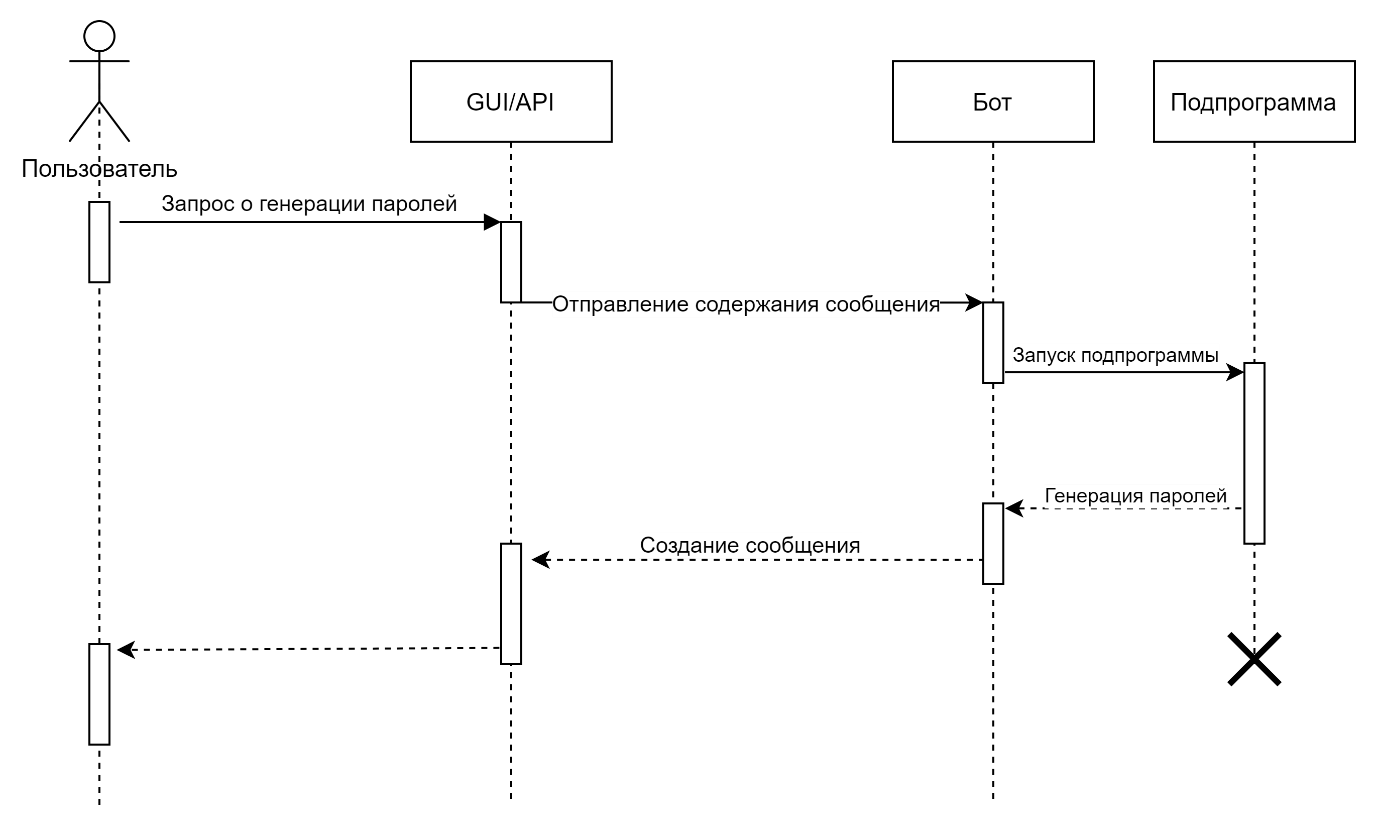 GUI/API
Бот
Подпрограмма
Пользователь
Запрос о генерации паролей
Отправление содержания сообщения
Запуск подпрограммы
Генерация паролей
Создание сообщения